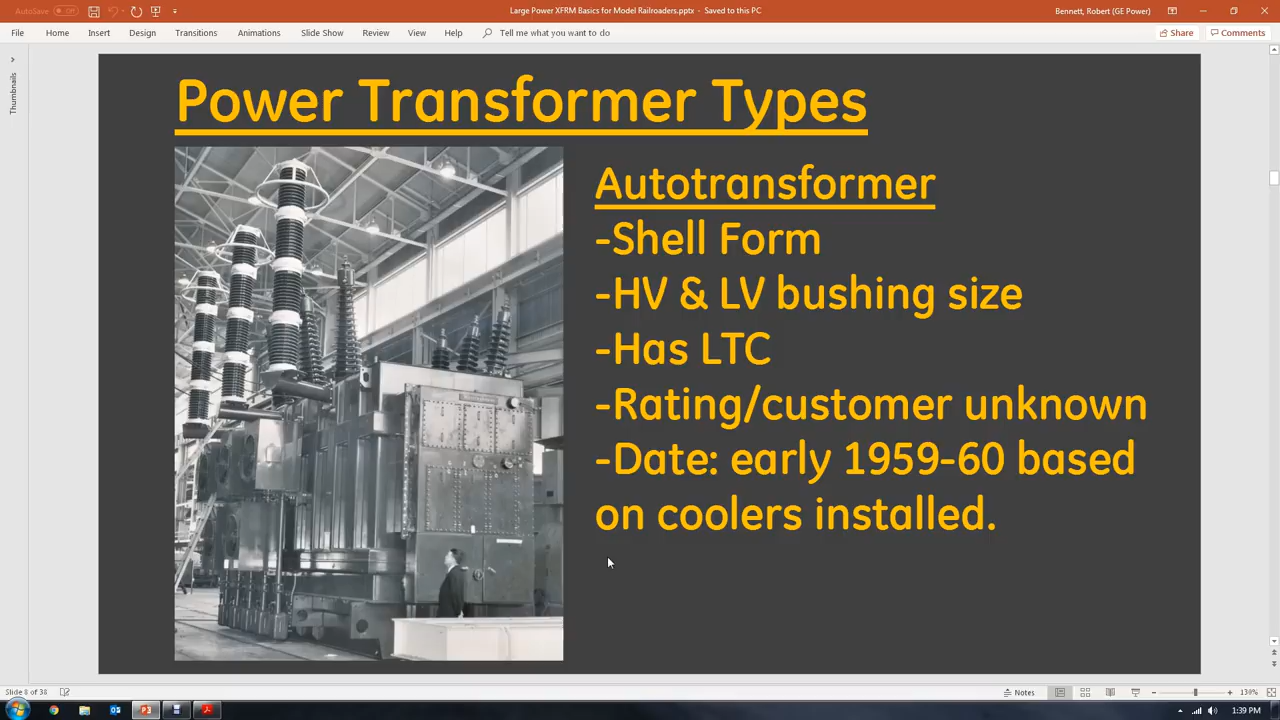 AutoSave Off
Large Power XFRM Basics for Model Railroaders.pptx - Saved to this PC
Bennett, Robert (GE Power)
File Home Insert Design Transitions Animations Slide Show Review View Help Tell me what you want to do Share Comments
Thumbnails
Power Transformer Types
Autotransformer
-Shell Form
-HV & LV bushing size
-Has LTC
-Rating/customer unknown
-Date: early 1959-60 based
on coolers installed.
Slide 8 of 38 Notes 130%
1:39 PM